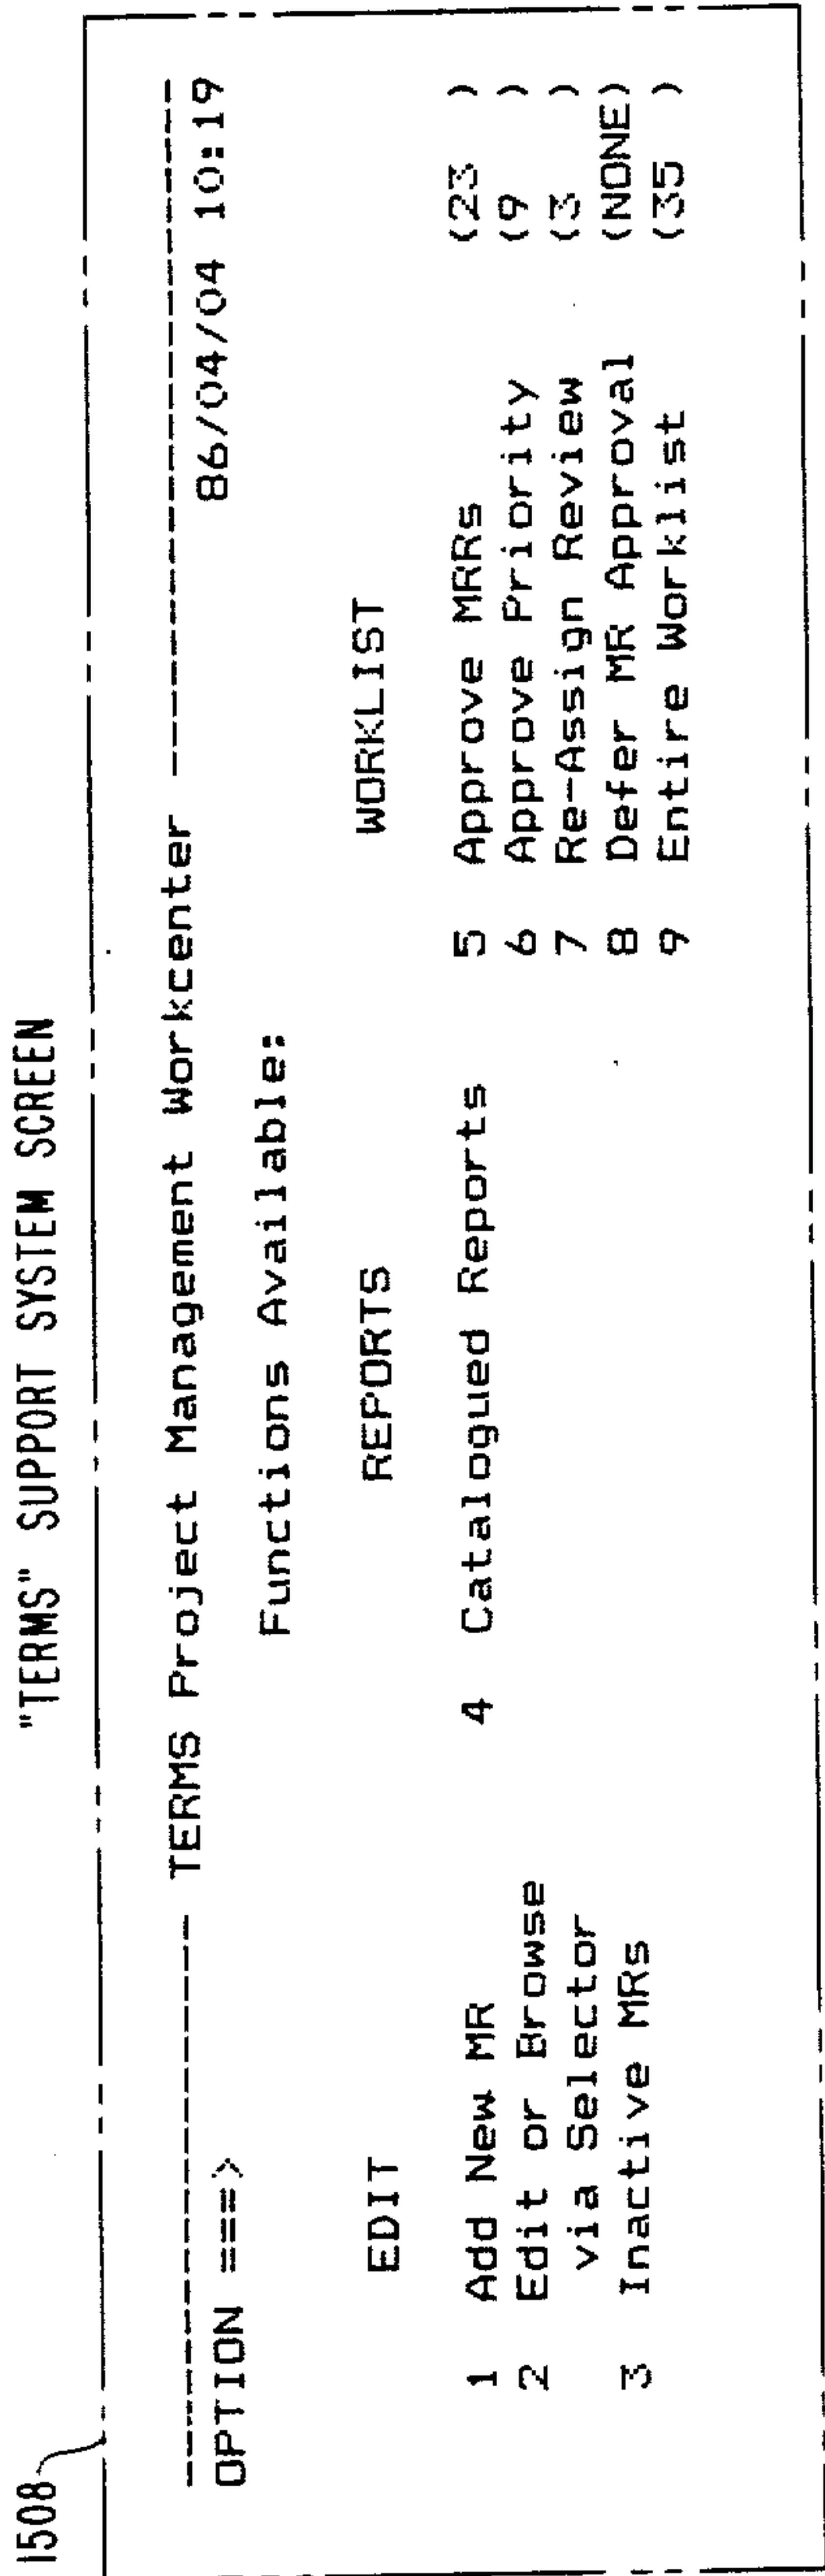 "TERMS" SUPPORT SYSTEM SCREEN
1508
-------------------- TERMS Project Management Workcenter --------------------
OPTION ===> 86/04/04 10:19
Functions Available:
EDIT REPORTS WORKLIST
1 Add New MR 4 Catalogued Reports 5 Approve MRRs (23 )
2 Edit or Browse 6 Approve Priority (9 )
via Selector 7 Re-Assign Review (3 )
3 Inactive MRs 8 Defer MR Approval (NONE)
9 Entire Worklist (35 )